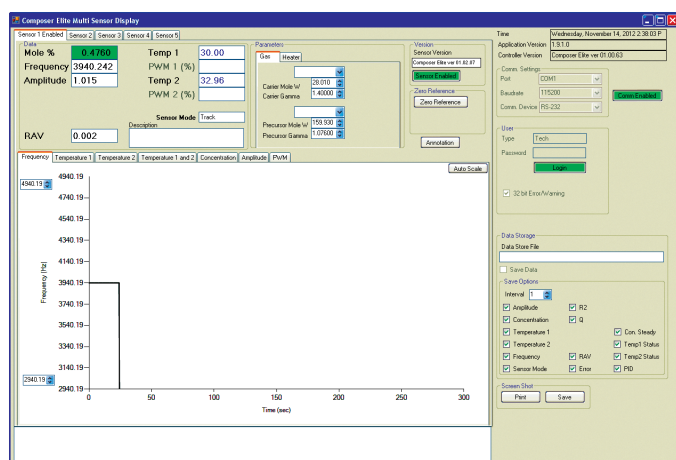 Composer Elite Multi Sensor Display
Sensor 1 Enabled Sensor 2 Sensor 3 Sensor 4 Sensor 5
Data
Mole % 0.4760 Temp 1 30.00
Frequency 3940.242 PWM 1 (%)
Amplitude 1.015 Temp 2 32.96
PWM 2 (%)
Sensor Mode Track
Description
RAV 0.002
Parameters
Gas Heater
Carrier Mole W 28.010
Carrier Gamma 1.40000
Precursor Mole W 159.930
Precursor Gamma 1.07600
Version
Sensor Version
Composer Elite ver 01.02.07
Sensor Enabled
Zero Reference
Zero Reference
Annotation
Time Wednesday, November 14, 2012 2:38:03 P
Application Version 1.9.1.0
Controller Version Composer Elite ver 01.00.63
Comm. Settings
Port COM1
Baudrate 115200
Comm. Device RS-232
Comm Enabled
User
Type Tech
Password
Login
32 bit Error/Warning
Data Storage
Data Store File
Save Data
Save Options
Interval 1
Amplitude R2
Concentration Q
Temperature 1 Con. Steady
Temperature 2 Temp1 Status
Frequency RAV Temp2 Status
Sensor Mode Error PID
Screen Shot
Print Save
Frequency Temperature 1 Temperature 2 Temperature 1 and 2 Concentration Amplitude PWM
Auto Scale
4940.19
4940.19
4740.19
4540.19
4340.19
4140.19
3940.19
3740.19
3540.19
3340.19
3140.19
2940.19
2940.19
Frequency (Hz)
0 50 100 150 200 250 300
Time (sec)